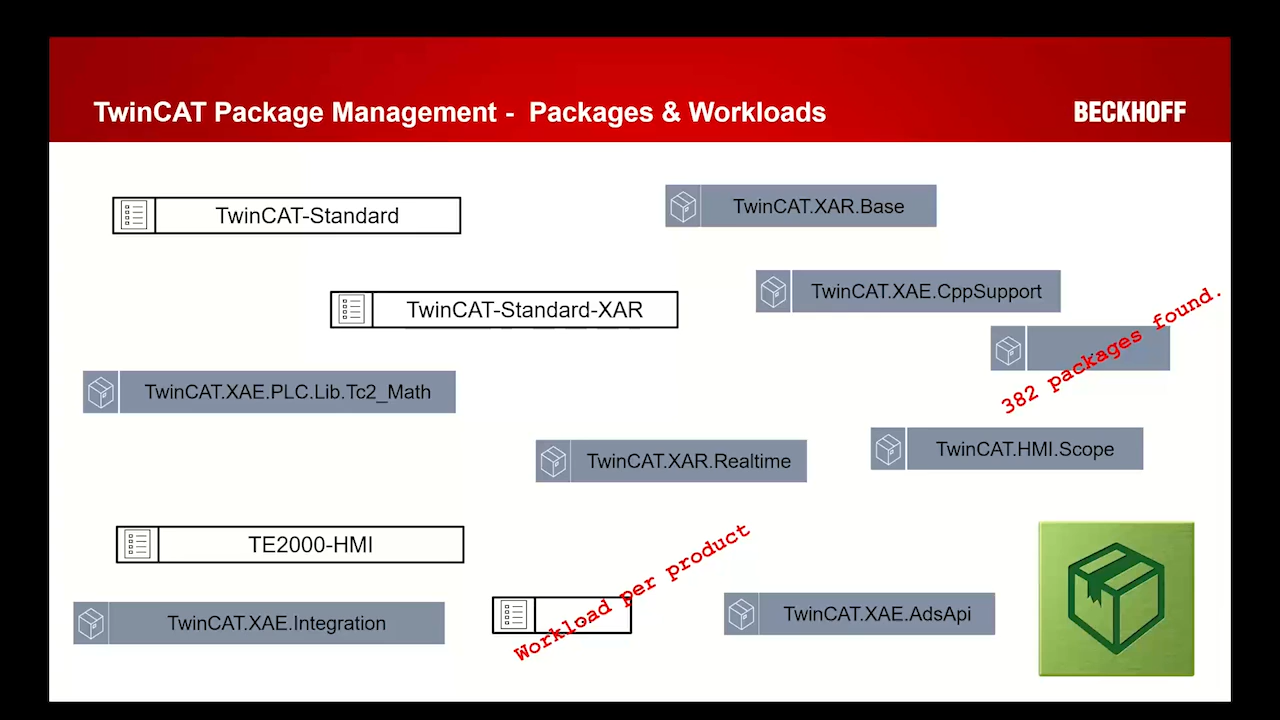 TwinCAT Package Management - Packages & Workloads
BECKHOFF
TwinCAT-Standard
TwinCAT.XAR.Base
TwinCAT-Standard-XAR
TwinCAT.XAE.CppSupport
382 packages found.
TwinCAT.XAE.PLC.Lib.Tc2_Math
TwinCAT.XAR.Realtime
TwinCAT.HMI.Scope
TE2000-HMI
Workload per product
TwinCAT.XAE.Integration
TwinCAT.XAE.AdsApi